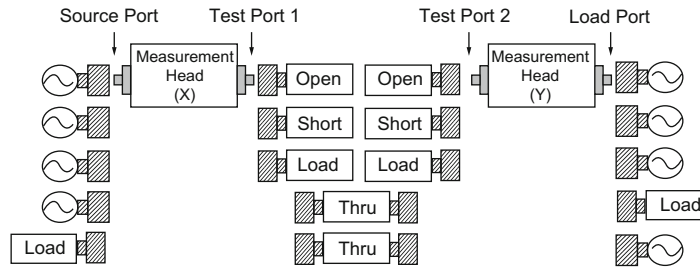 Source Port Test Port 1 Test Port 2 Load Port
Measurement Head (X)
Measurement Head (Y)
Open Open
Short Short
Load Load
Thru Load
Load Thru